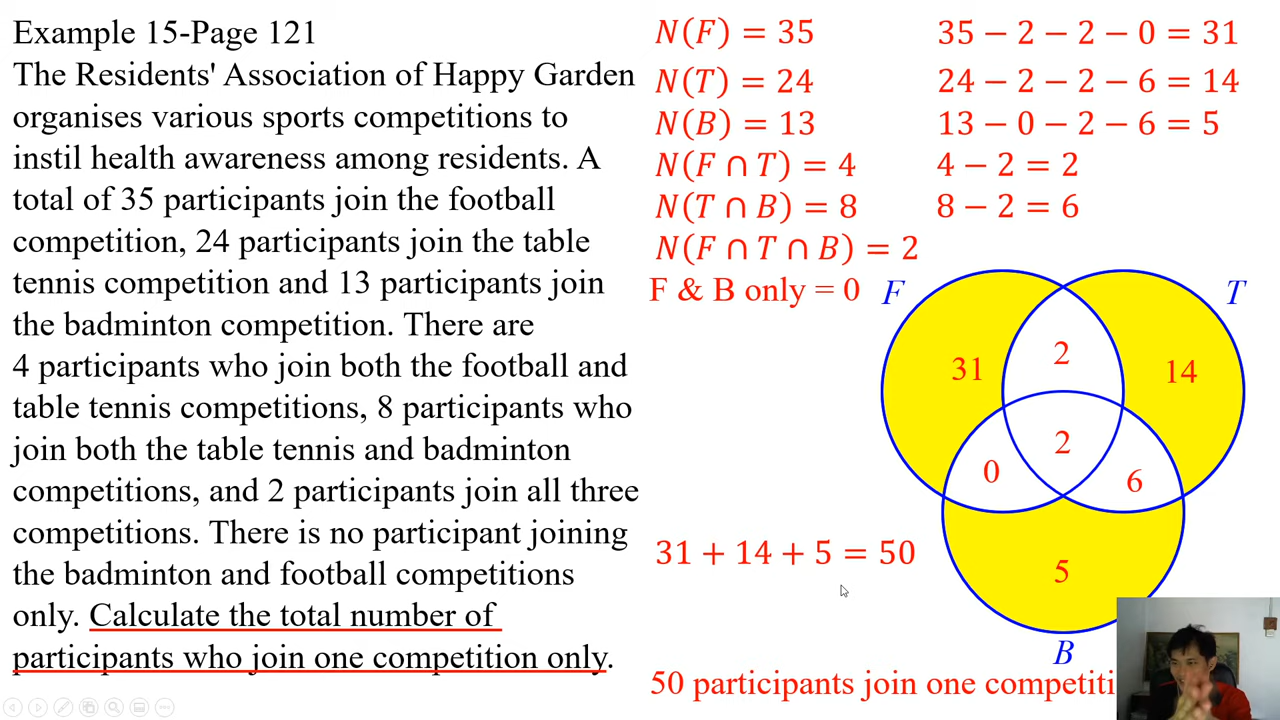 Example 15-Page 121
The Residents' Association of Happy Garden
organises various sports competitions to
instil health awareness among residents. A
total of 35 participants join the football
competition, 24 participants join the table
tennis competition and 13 participants join
the badminton competition. There are
4 participants who join both the football and
table tennis competitions, 8 participants who
join both the table tennis and badminton
competitions, and 2 participants join all three
competitions. There is no participant joining
the badminton and football competitions
only. Calculate the total number of
participants who join one competition only.
N(F) = 35
N(T) = 24
N(B) = 13
N(F ∩ T) = 4
N(T ∩ B) = 8
N(F ∩ T ∩ B) = 2
F & B only = 0
35 − 2 − 2 − 0 = 31
24 − 2 − 2 − 6 = 14
13 − 0 − 2 − 6 = 5
4 − 2 = 2
8 − 2 = 6
F
T
2
31
14
2
0
6
5
B
31 + 14 + 5 = 50
50 participants join one